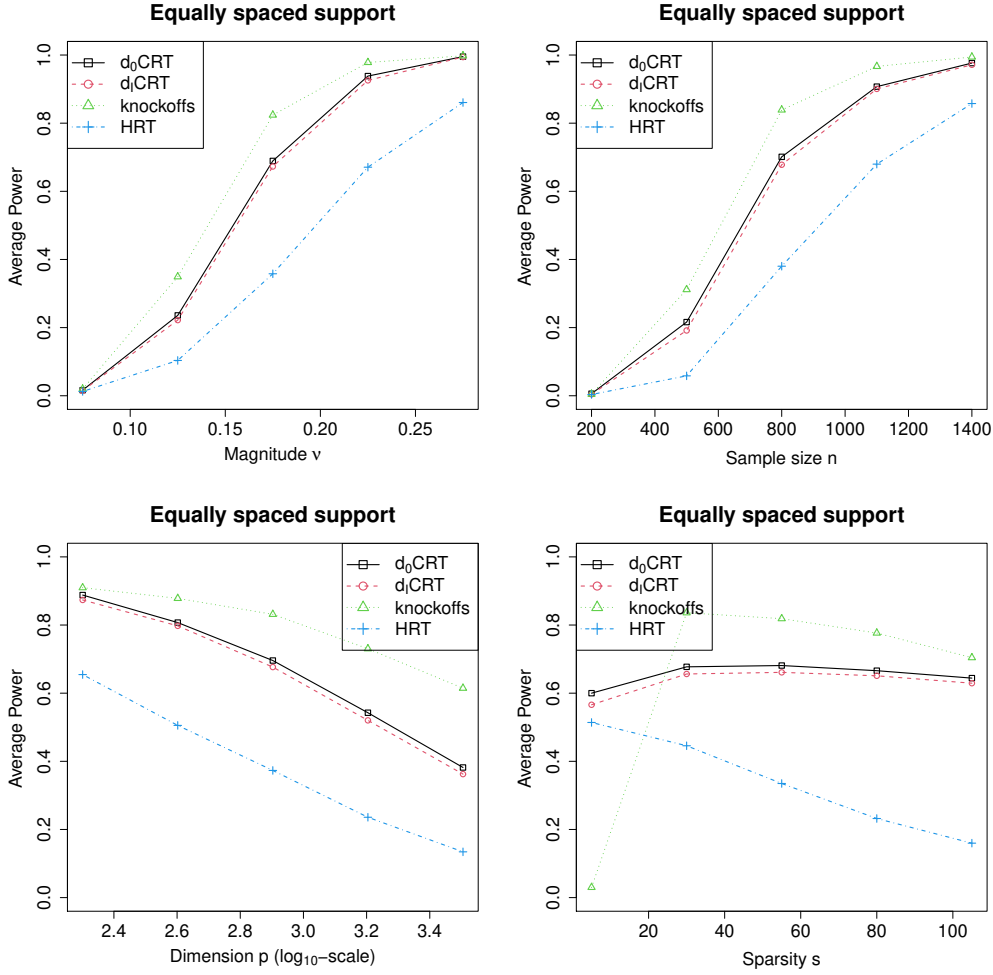 Equally spaced support
d₀CRT
dᵢCRT
knockoffs
HRT
Average Power
0.0 0.2 0.4 0.6 0.8 1.0
0.10 0.15 0.20 0.25
Magnitude ν
Equally spaced support
d₀CRT
dᵢCRT
knockoffs
HRT
Average Power
0.0 0.2 0.4 0.6 0.8 1.0
200 400 600 800 1000 1200 1400
Sample size n
Equally spaced support
d₀CRT
dᵢCRT
knockoffs
HRT
Average Power
0.0 0.2 0.4 0.6 0.8 1.0
2.4 2.6 2.8 3.0 3.2 3.4
Dimension p (log₁₀−scale)
Equally spaced support
d₀CRT
dᵢCRT
knockoffs
HRT
Average Power
0.0 0.2 0.4 0.6 0.8 1.0
20 40 60 80 100
Sparsity s